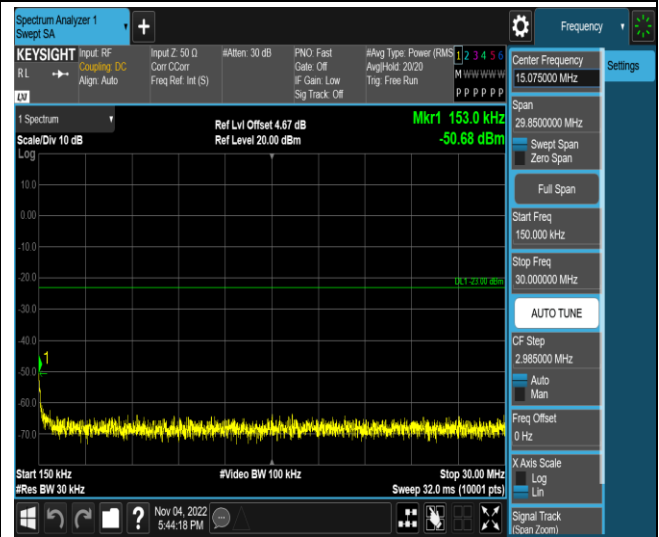 Spectrum Analyzer 1
Swept SA
+
Frequency
KEYSIGHT
RL
LXI
Input: RF
Coupling: DC
Align: Auto
Input Z: 50 Ω
Corr CCorr
Freq Ref: Int (S)
#Atten: 30 dB
PNO: Fast
Gate: Off
IF Gain: Low
Sig Track: Off
#Avg Type: Power (RMS
Avg|Hold: 20/20
Trig: Free Run
1 2 3 4 5 6
M W W W W W
P P P P P P
Center Frequency
15.075000 MHz
Settings
Span
29.8500000 MHz
Swept Span
Zero Span
Full Span
Start Freq
150.000 kHz
Stop Freq
30.000000 MHz
AUTO TUNE
CF Step
2.985000 MHz
Auto
Man
Freq Offset
0 Hz
X Axis Scale
Log
Lin
Signal Track
(Span Zoom)
1 Spectrum
Scale/Div 10 dB
Log
Ref Lvl Offset 4.67 dB
Ref Level 20.00 dBm
Mkr1 153.0 kHz
-50.68 dBm
10.0
0.00
-10.0
-20.0
DL1 -23.00 dBm
-30.0
-40.0
1
-50.0
-60.0
-70.0
Start 150 kHz
#Video BW 100 kHz
Stop 30.00 MHz
#Res BW 30 kHz
Sweep 32.0 ms (10001 pts)
?
Nov 04, 2022
5:44:18 PM